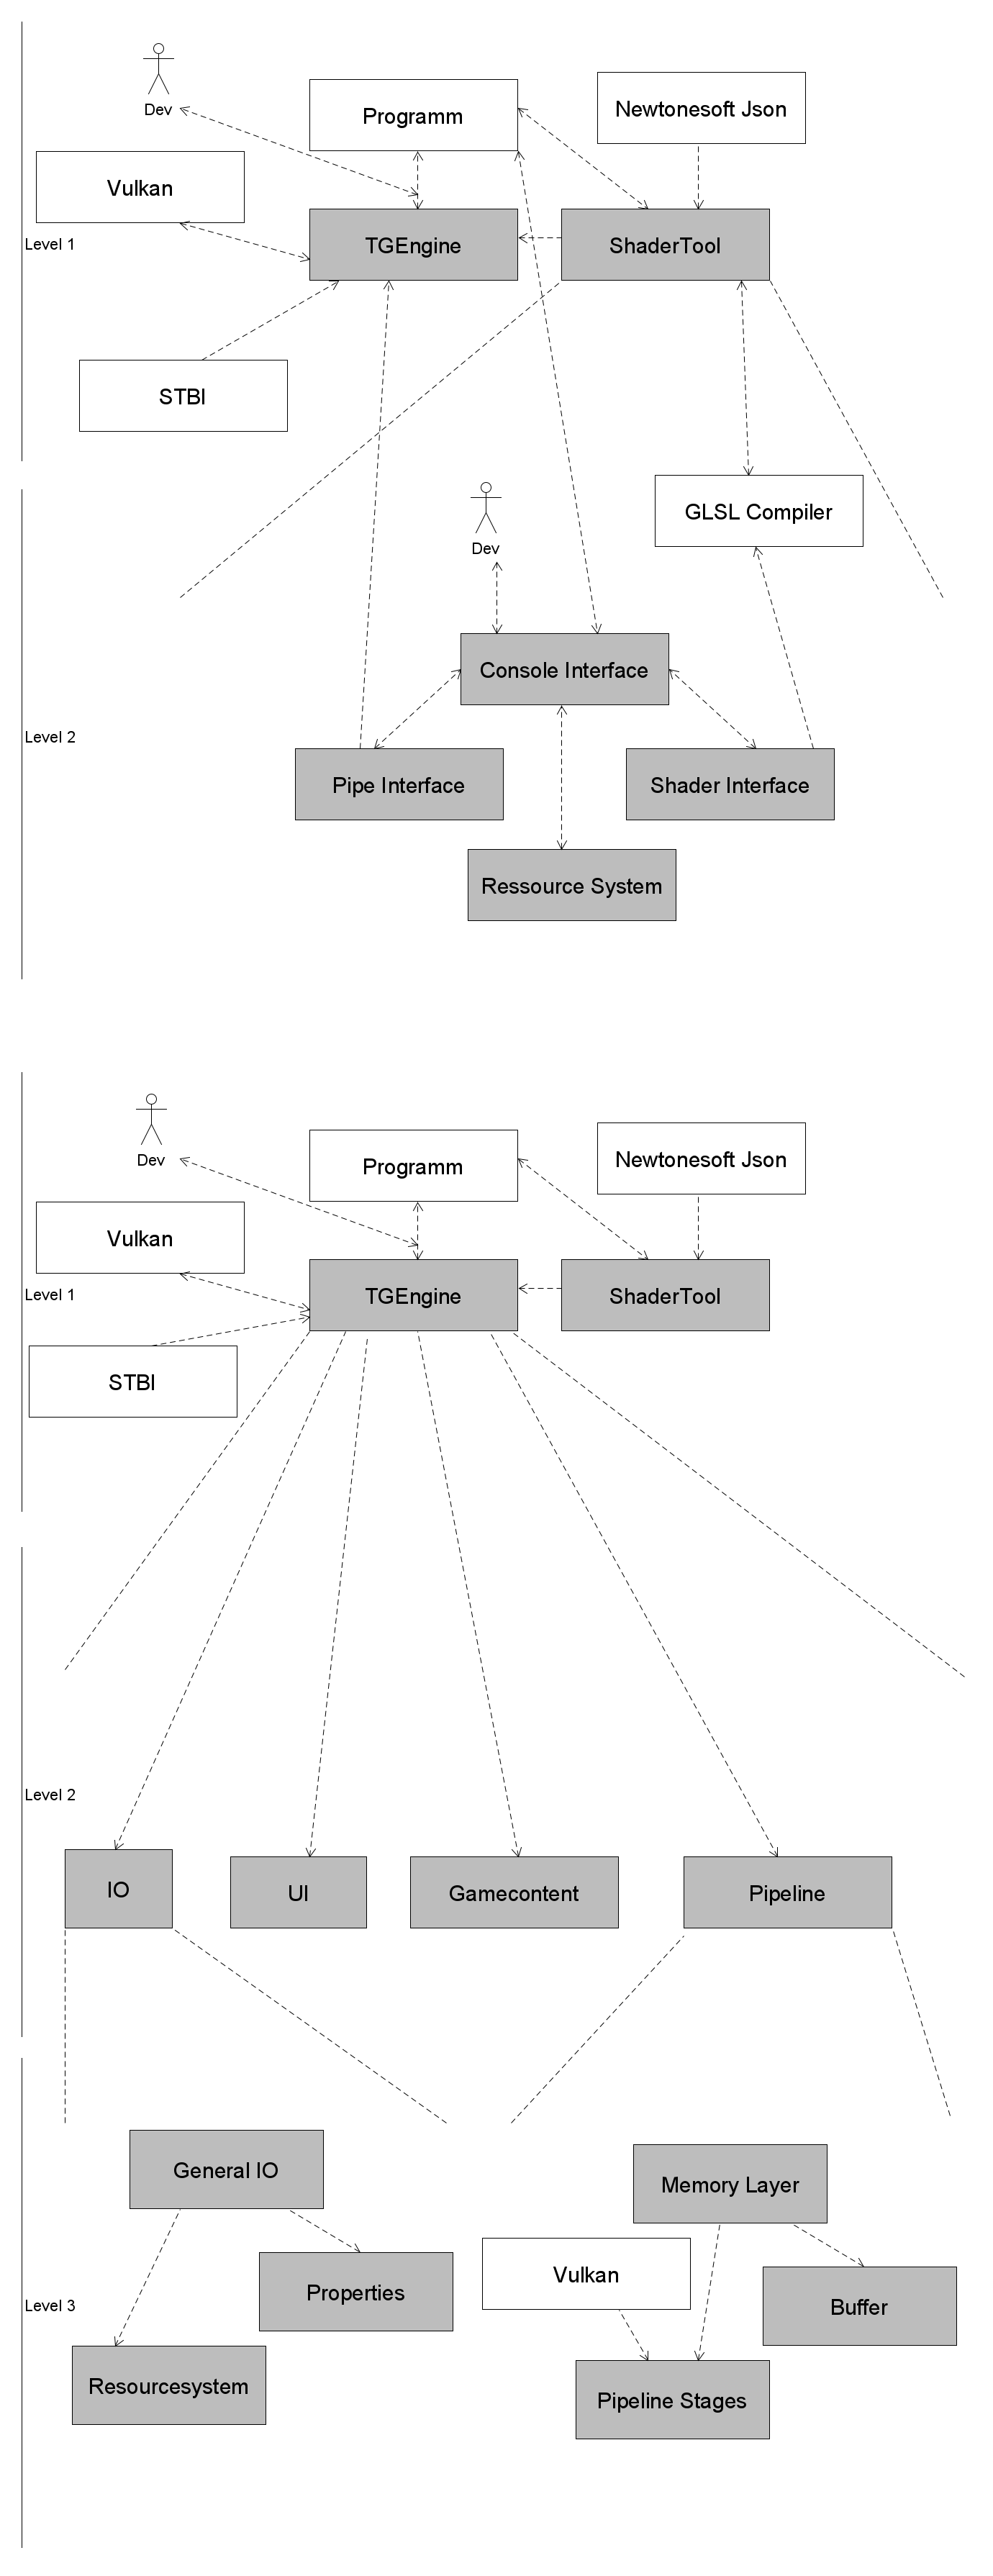 Dev
Programm
Newtonesoft Json
Vulkan
Level 1
TGEngine
ShaderTool
STBI
GLSL Compiler
Dev
Console Interface
Level 2
Pipe Interface
Shader Interface
Ressource System
Dev
Programm
Newtonesoft Json
Vulkan
Level 1
TGEngine
ShaderTool
STBI
Level 2
IO
UI
Gamecontent
Pipeline
General IO
Memory Layer
Vulkan
Properties
Buffer
Level 3
Resourcesystem
Pipeline Stages